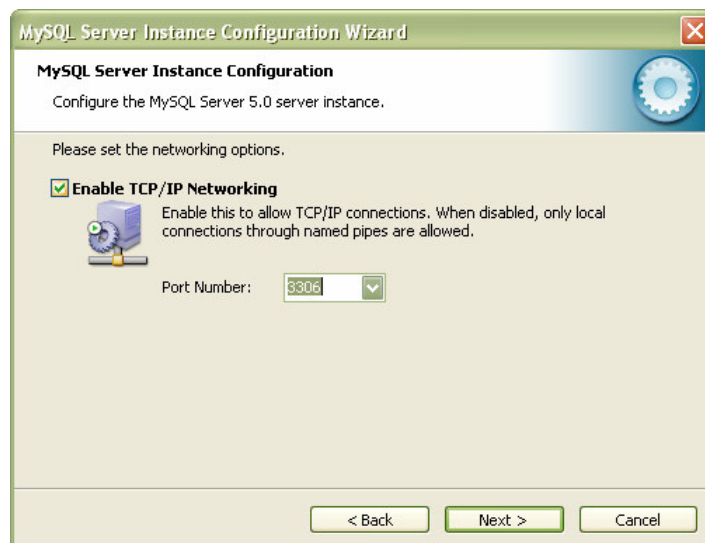 MySQL Server Instance Configuration Wizard
MySQL Server Instance Configuration
Configure the MySQL Server 5.0 server instance.
Please set the networking options.
Enable TCP/IP Networking
Enable this to allow TCP/IP connections. When disabled, only local
connections through named pipes are allowed.
Port Number: 3306
< Back Next > Cancel